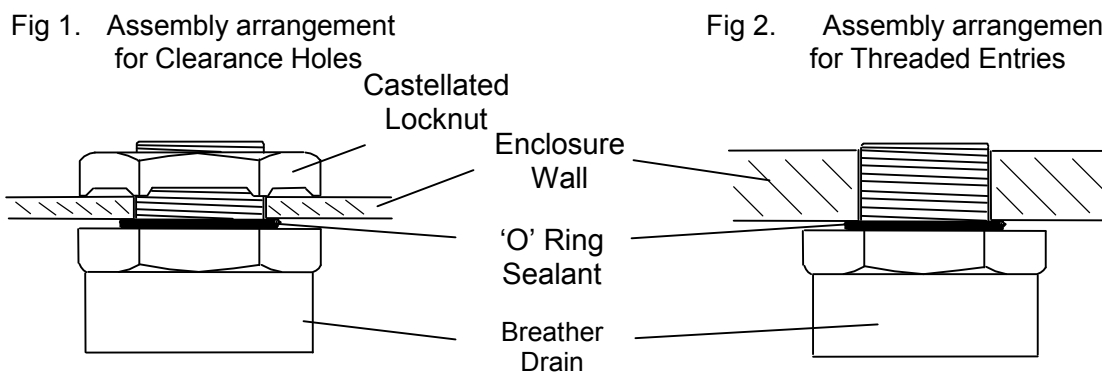 Fig 1. Assembly arrangement
for Clearance Holes
Fig 2. Assembly arrangemen
for Threaded Entries
Castellated
Locknut
Enclosure
Wall
‘O’ Ring
Sealant
Breather
Drain